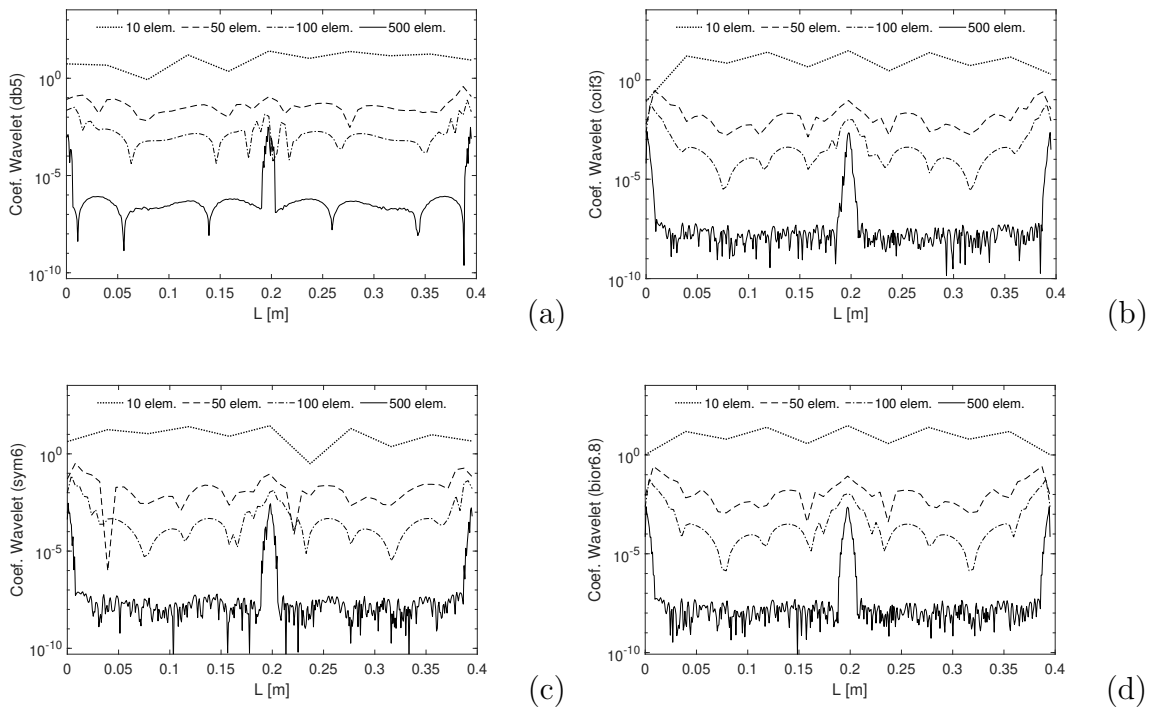 10 elem. 50 elem. 100 elem. 500 elem.
Coef. Wavelet (db5)
10^0
10^-5
10^-10
0 0.05 0.1 0.15 0.2 0.25 0.3 0.35 0.4
L [m]
(a)
10 elem. 50 elem. 100 elem. 500 elem.
Coef. Wavelet (coif3)
10^0
10^-5
10^-10
0 0.05 0.1 0.15 0.2 0.25 0.3 0.35 0.4
L [m]
(b)
10 elem. 50 elem. 100 elem. 500 elem.
Coef. Wavelet (sym6)
10^0
10^-5
10^-10
0 0.05 0.1 0.15 0.2 0.25 0.3 0.35 0.4
L [m]
(c)
10 elem. 50 elem. 100 elem. 500 elem.
Coef. Wavelet (bior6.8)
10^0
10^-5
10^-10
0 0.05 0.1 0.15 0.2 0.25 0.3 0.35 0.4
L [m]
(d)